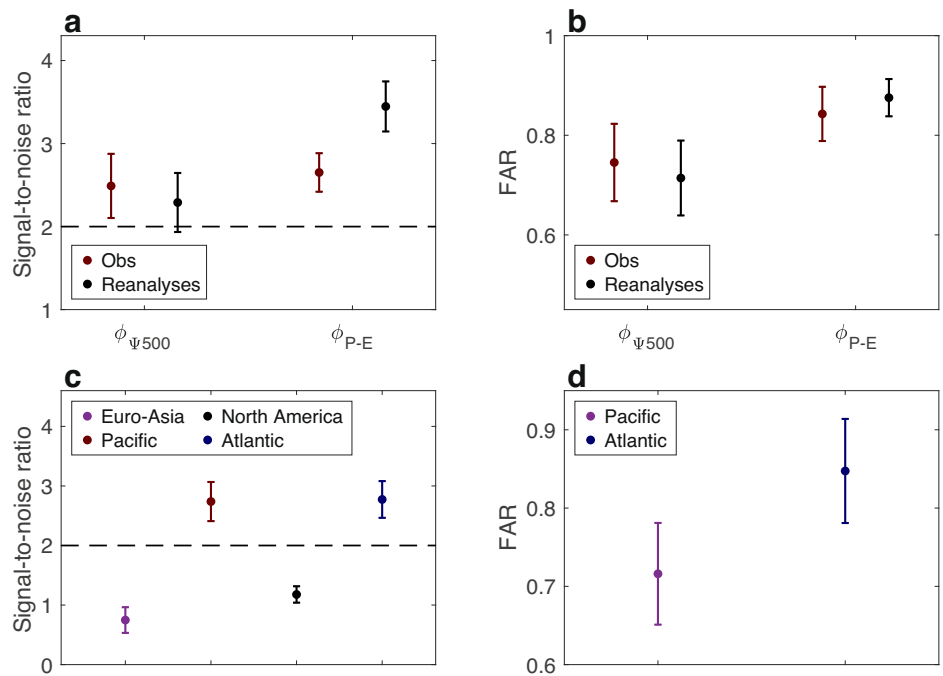 a
Signal-to-noise ratio
4
3
2
1
Obs
Reanalyses
ϕΨ500
ϕP-E
b
FAR
1
0.8
0.6
Obs
Reanalyses
ϕΨ500
ϕP-E
c
Signal-to-noise ratio
4
3
2
1
0
Euro-Asia
North America
Pacific
Atlantic
d
FAR
0.9
0.8
0.7
0.6
Pacific
Atlantic